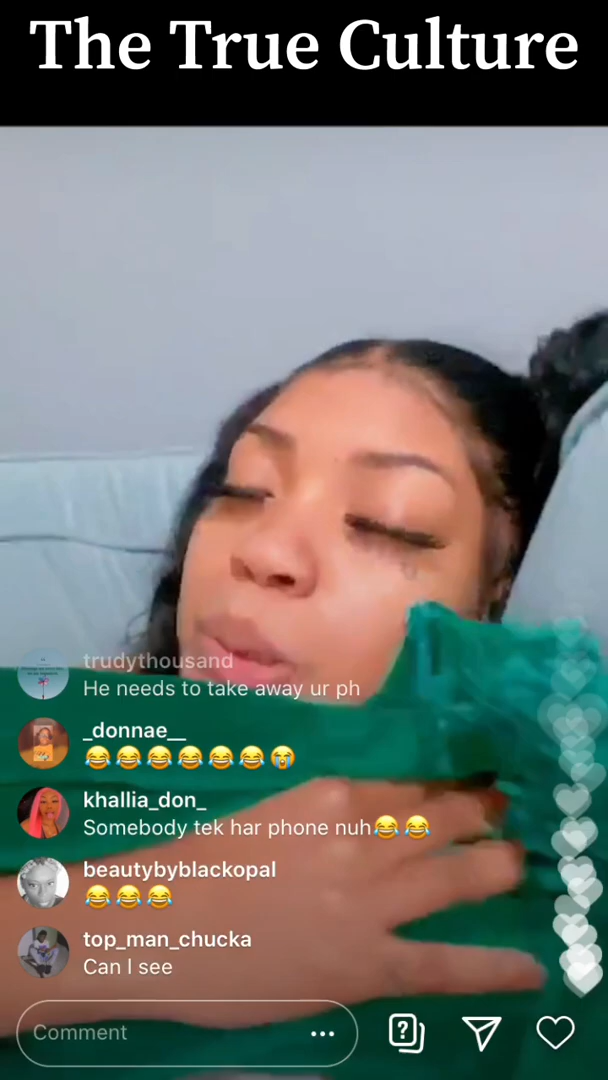 The True Culture
trudythousand
He needs to take away ur ph
_donnae__
😂😂😂😂😂😂😭
khallia_don_
Somebody tek har phone nuh😂😂
beautybyblackopal
😂😂😂
top_man_chucka
Can I see
Comment